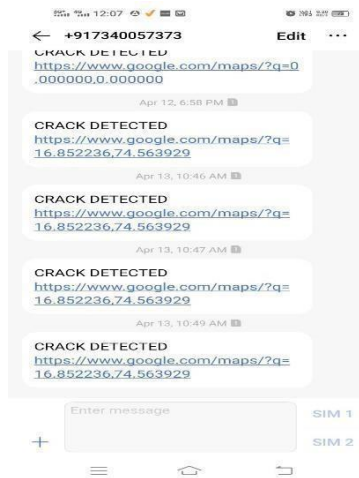 12:07
+917340057373 Edit
CRACK DETECTED
https://www.google.com/maps/?q=0
.000000,0.000000
Apr 12, 6:58 PM 1
CRACK DETECTED
https://www.google.com/maps/?q=
16.852236,74.563929
Apr 13, 10:46 AM 1
CRACK DETECTED
https://www.google.com/maps/?q=
16.852236,74.563929
Apr 13, 10:47 AM 1
CRACK DETECTED
https://www.google.com/maps/?q=
16.852236,74.563929
Apr 13, 10:49 AM 1
CRACK DETECTED
https://www.google.com/maps/?q=
16.852236,74.563929
Enter message
SIM 1
SIM 2